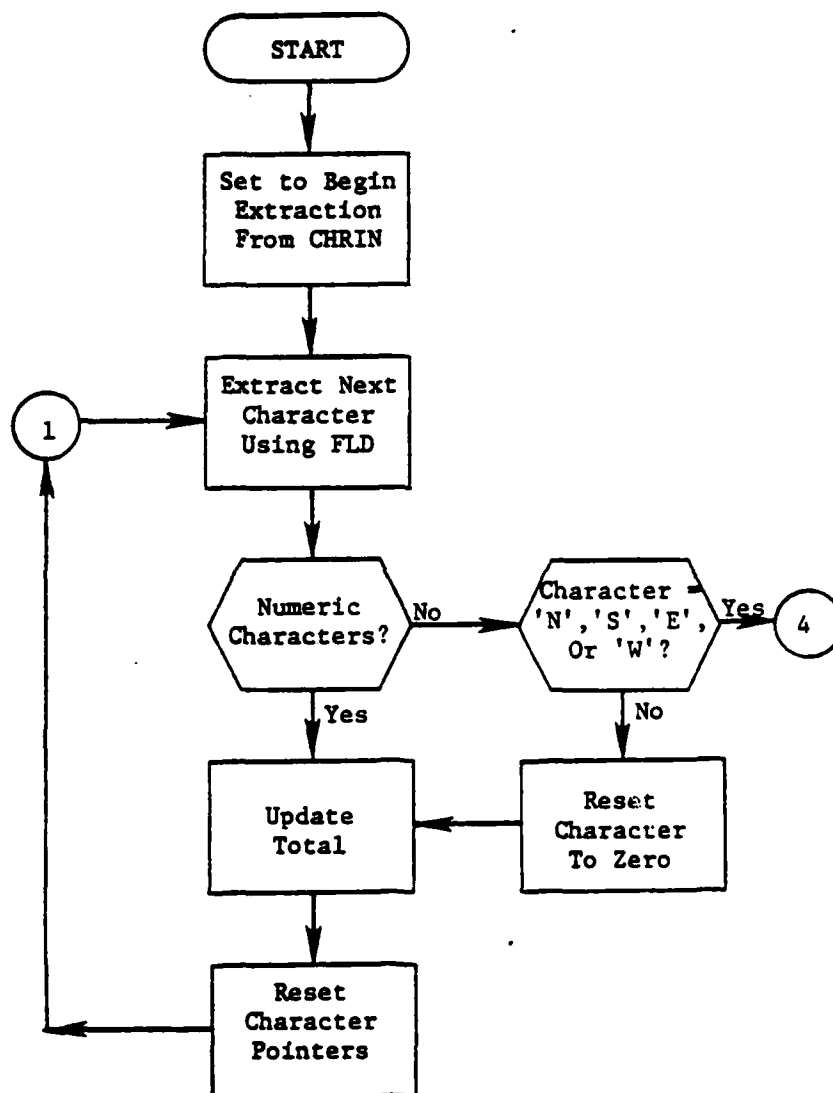 START
Set to Begin
Extraction
From CHRIN
Extract Next
Character
Using FLD
1
Numeric
Characters?
No
Character =
'N','S','E',
Or 'W'?
Yes
4
Yes
No
Update
Total
Reset
Character
To Zero
Reset
Character
Pointers